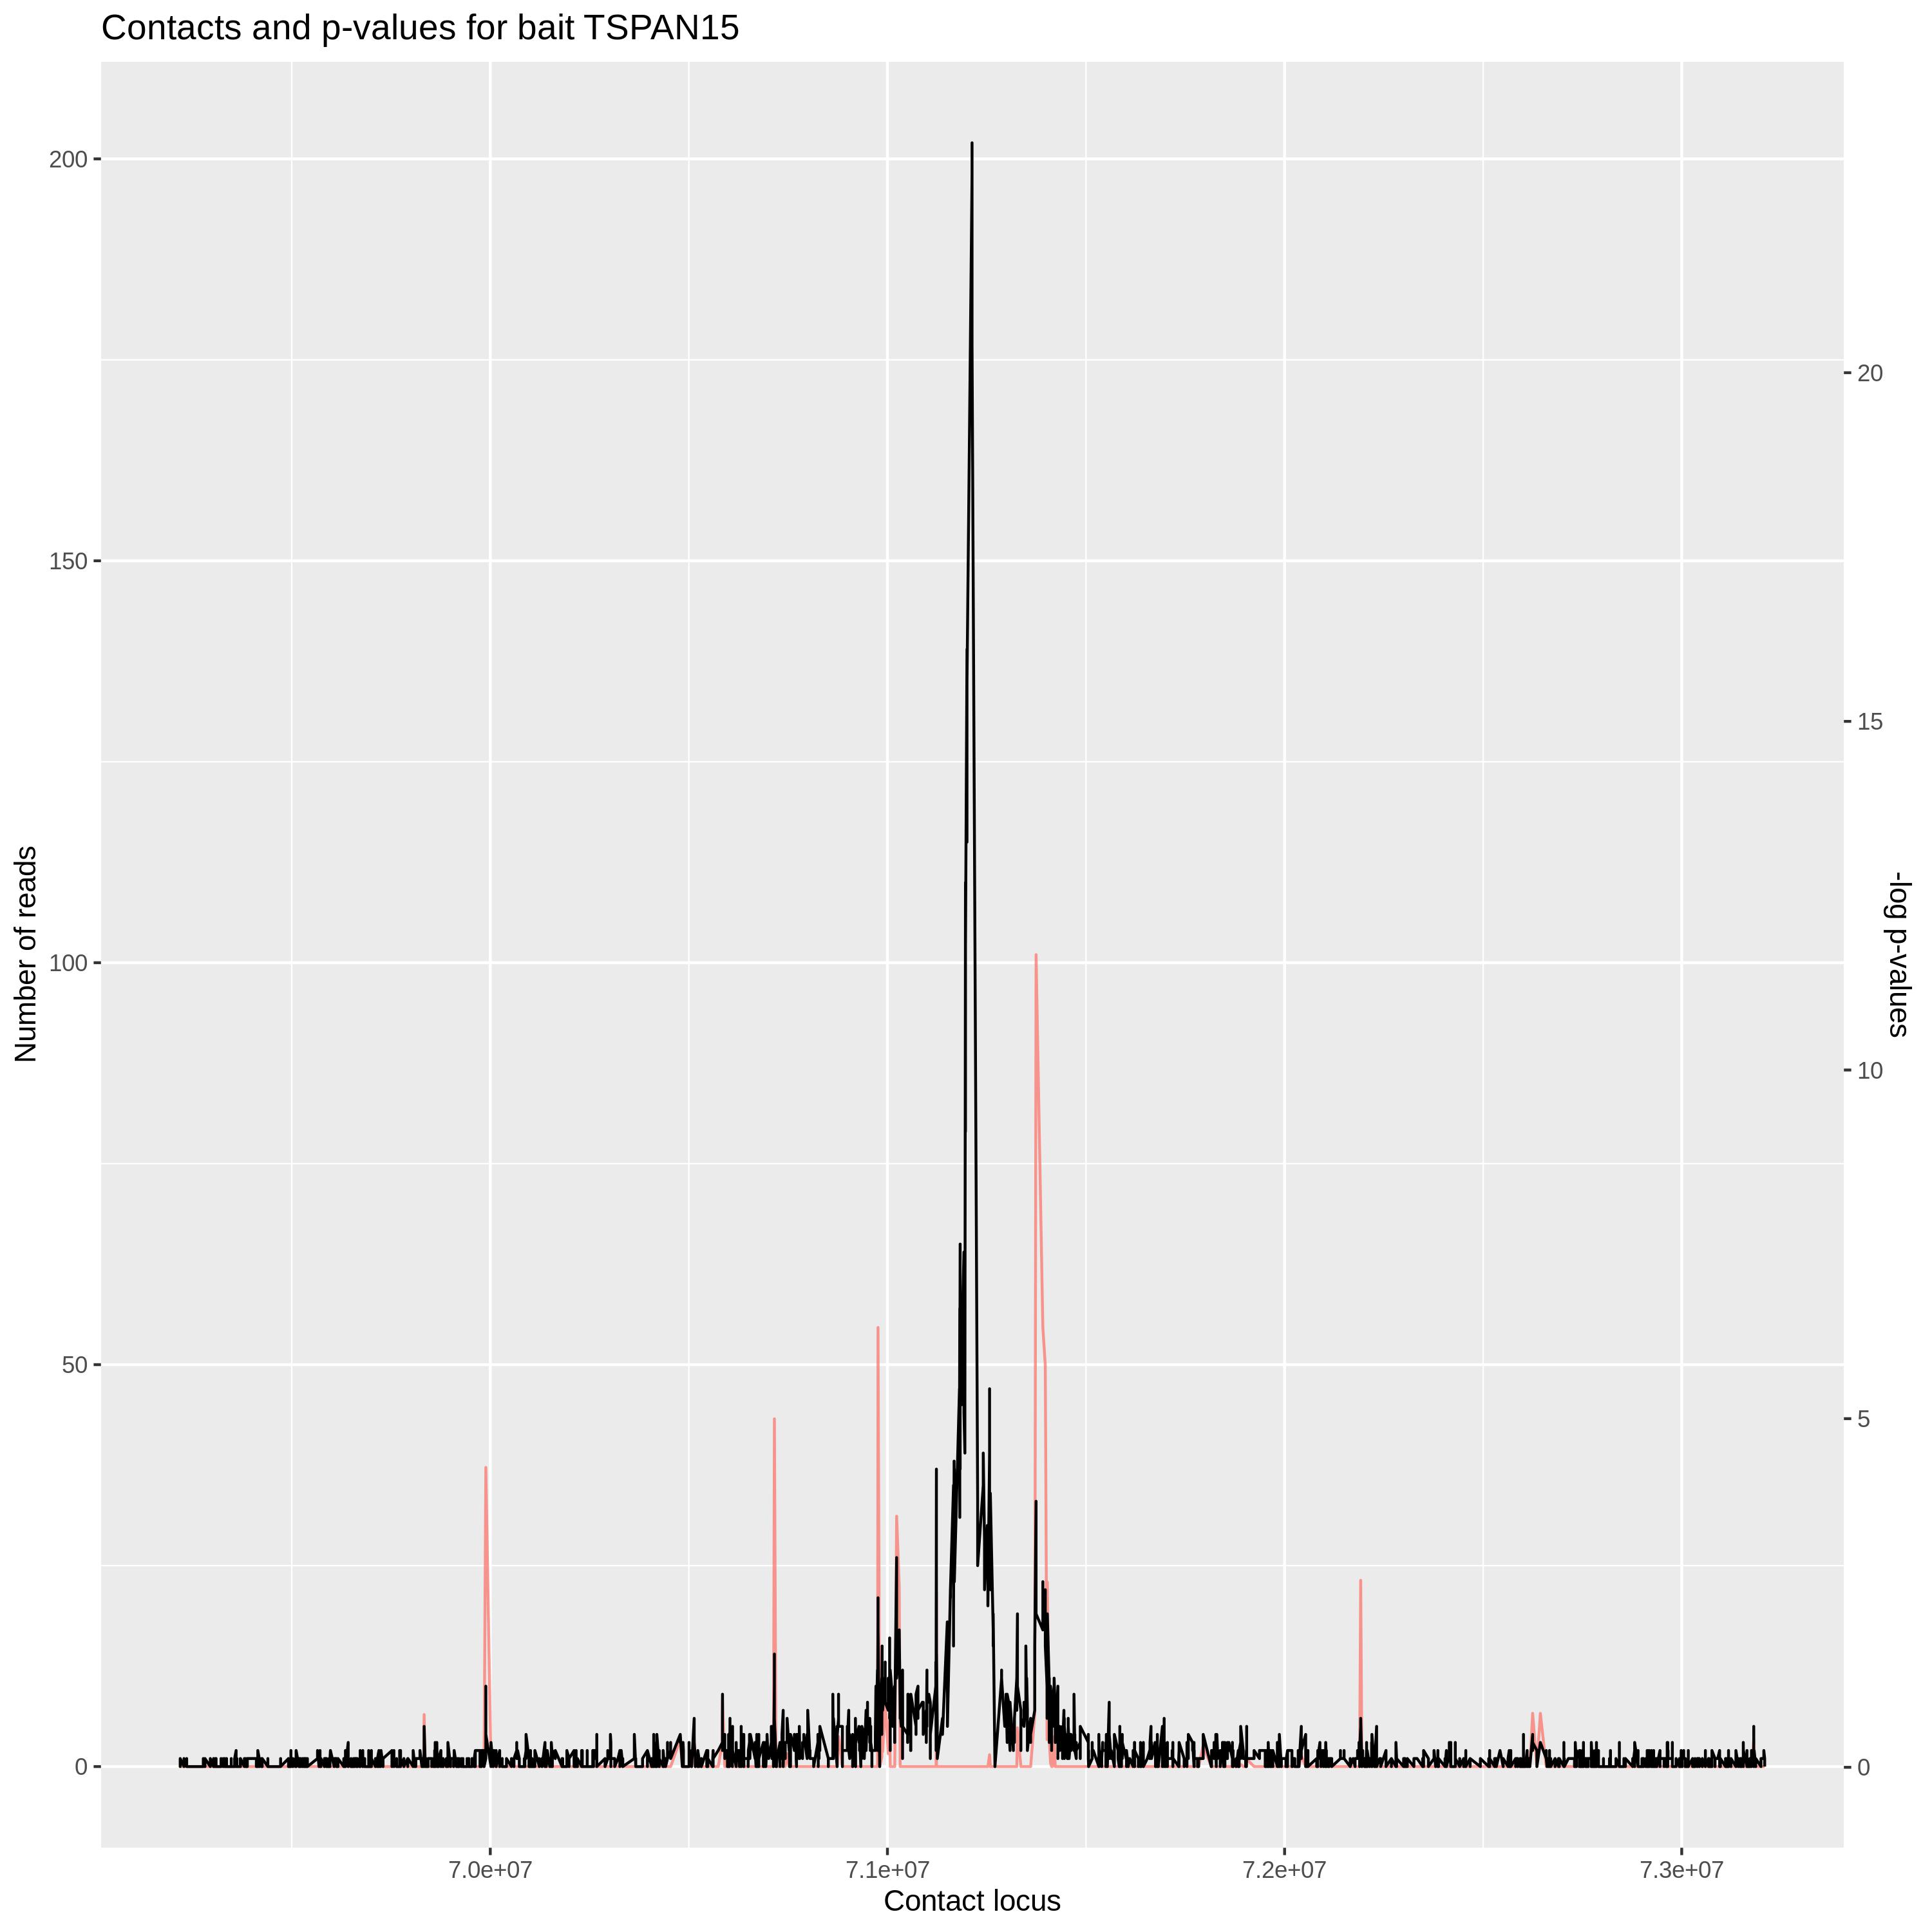 Contacts and p-values for bait TSPAN15
200
150
100
50
0
Number of reads
20
15
10
5
0
-log p-values
7.0e+07 7.1e+07 7.2e+07 7.3e+07
Contact locus